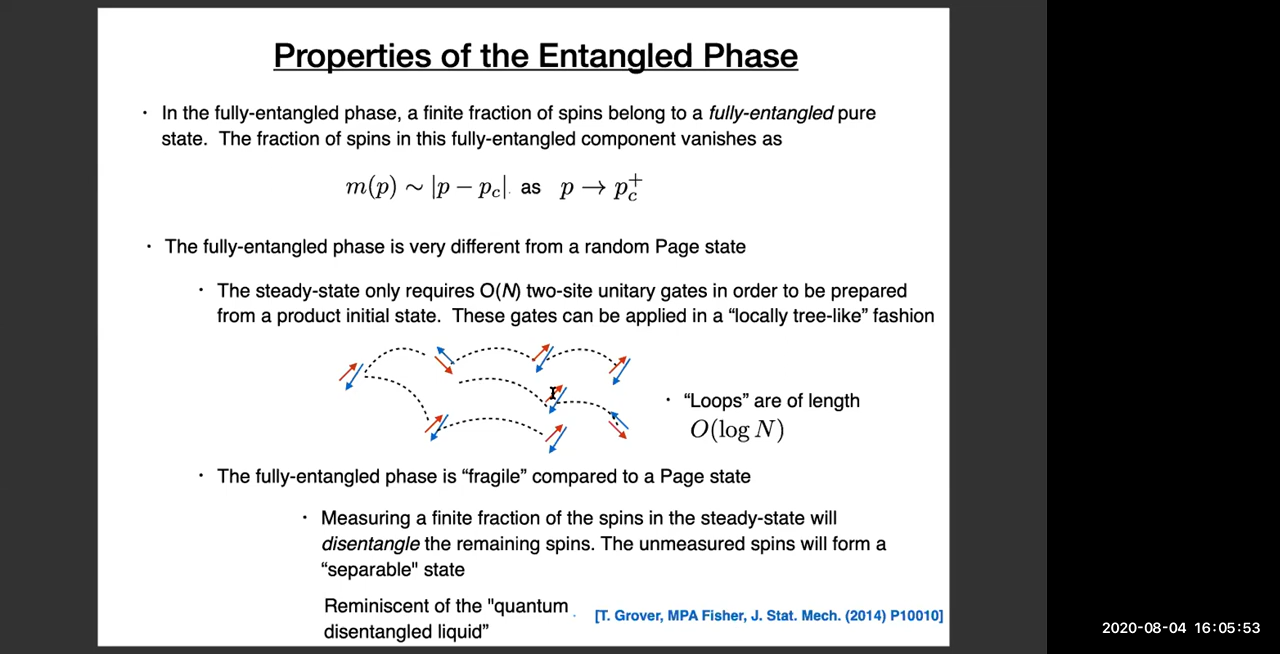 Properties of the Entangled Phase
· In the fully-entangled phase, a finite fraction of spins belong to a fully-entangled pure
state. The fraction of spins in this fully-entangled component vanishes as
m(p) ∼ |p − p_c| as p → p_c^+
· The fully-entangled phase is very different from a random Page state
· The steady-state only requires O(N) two-site unitary gates in order to be prepared
from a product initial state. These gates can be applied in a “locally tree-like” fashion
· “Loops” are of length
O(log N)
· The fully-entangled phase is “fragile” compared to a Page state
· Measuring a finite fraction of the spins in the steady-state will
disentangle the remaining spins. The unmeasured spins will form a
“separable" state
Reminiscent of the "quantum
disentangled liquid”
[T. Grover, MPA Fisher, J. Stat. Mech. (2014) P10010]
2020-08-04 16:05:53